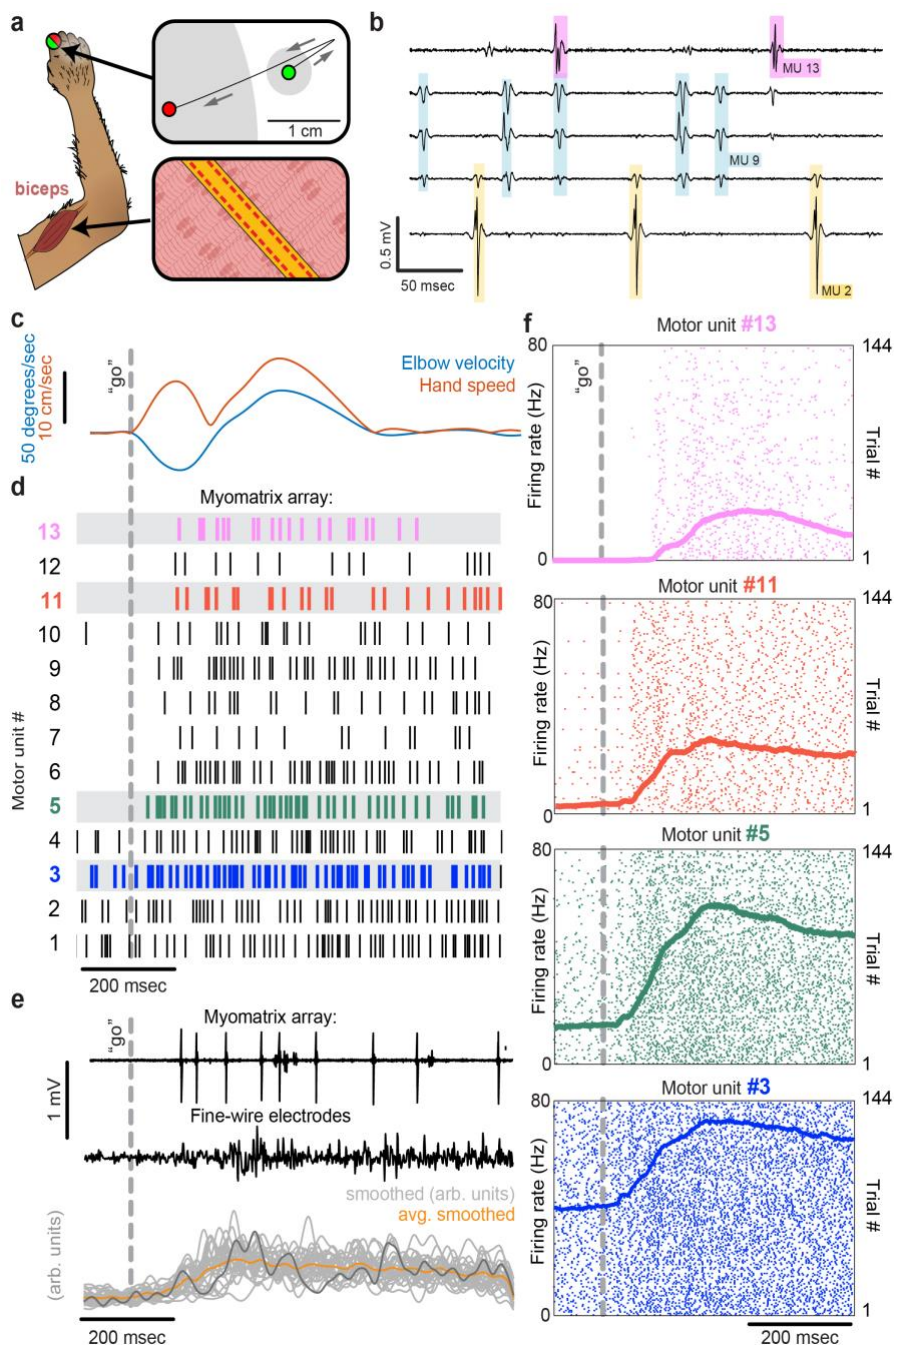 a
biceps
1 cm
b
MU 13
MU 9
MU 2
0.5 mV
50 msec
c
50 degrees/sec
10 cm/sec
"go"
Elbow velocity
Hand speed
d
Myomatrix array:
Motor unit #
13
12
11
10
9
8
7
6
5
4
3
2
1
200 msec
e
Myomatrix array:
"go"
1 mV
Fine-wire electrodes
smoothed (arb. units)
avg. smoothed
(arb. units)
200 msec
f
Motor unit #13
80
144
"go"
Firing rate (Hz)
Trial #
0
1
Motor unit #11
80
144
Firing rate (Hz)
Trial #
0
1
Motor unit #5
80
144
Firing rate (Hz)
Trial #
0
1
Motor unit #3
80
144
Firing rate (Hz)
Trial #
0
1
200 msec